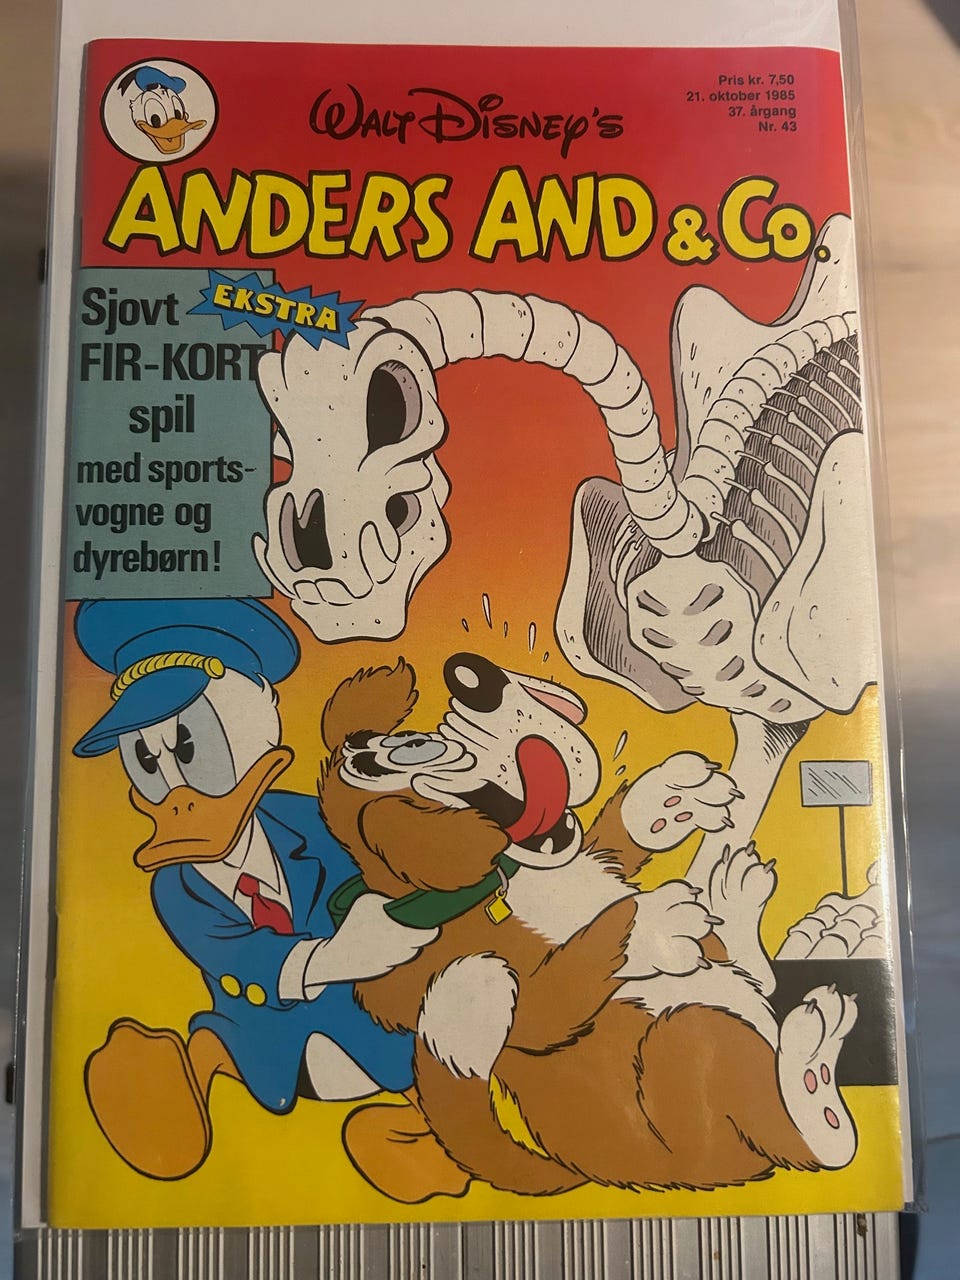 Pris kr. 7,50
21. oktober 1985
37. årgang
Nr. 43
WALT DISNEY'S
ANDERS AND & Co.
EKSTRA
Sjovt
FIR-KORT
spil
med sports-
vogne og
dyrebørn!